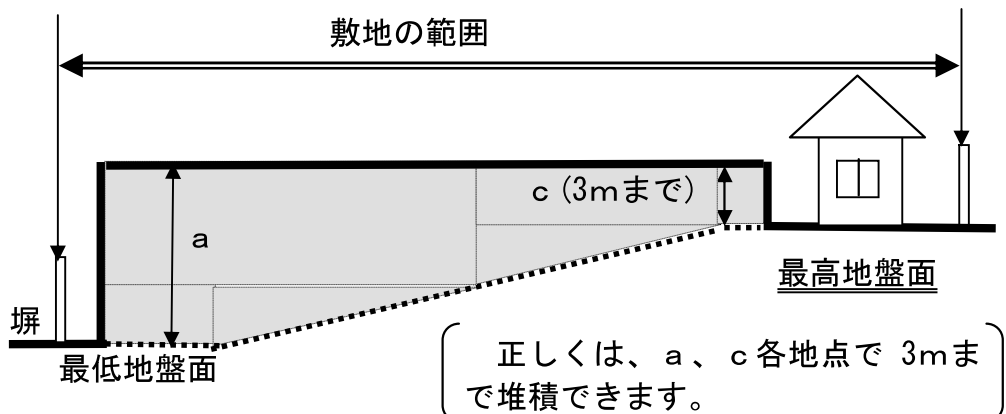 敷地の範囲
c (3mまで)
a
最高地盤面
塀
最低地盤面
正しくは、a、c各地点で 3mま
で堆積できます。